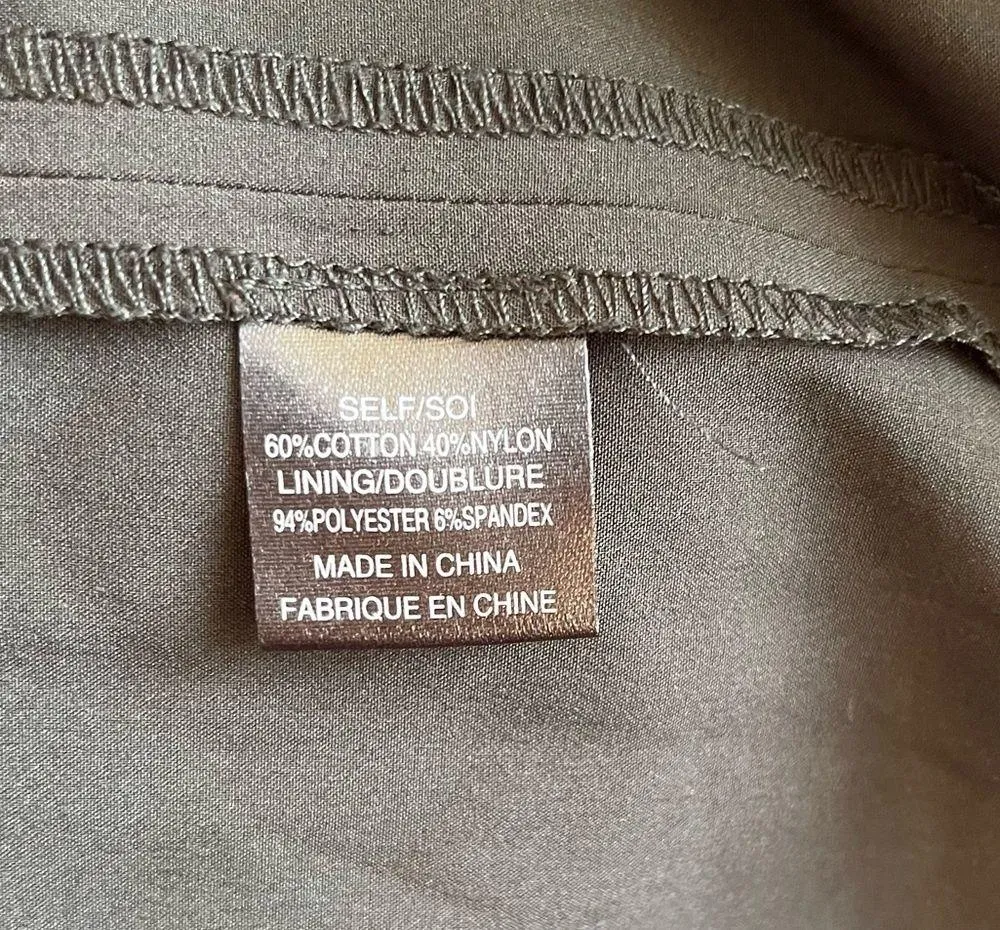 SELF/SOI
60%COTTON 40%NYLON
LINING/DOUBLURE
94%POLYESTER 6%SPANDEX
MADE IN CHINA
FABRIQUE EN CHINE